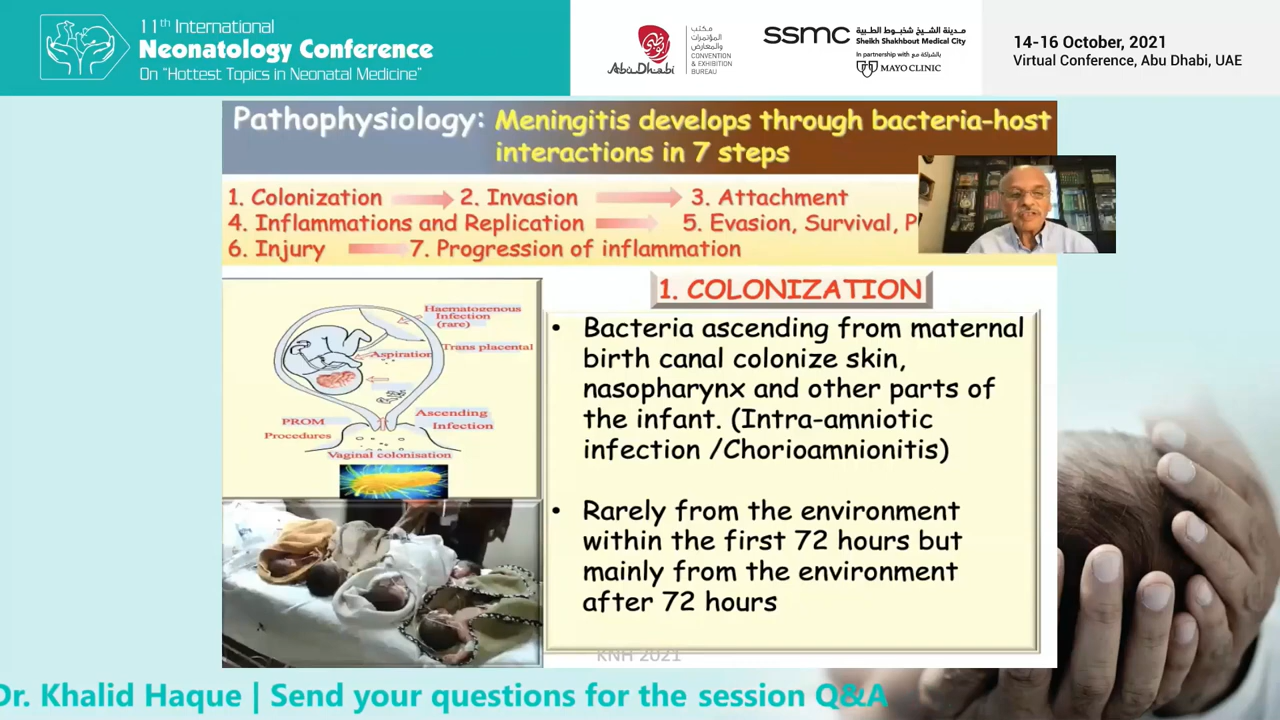 11th International
Neonatology Conference
On "Hottest Topics in Neonatal Medicine"
Abu Dhabi
مكتب
المؤتمرات
والمعارض
CONVENTION
& EXHIBITION
BUREAU
ssmc
مدينة الشيخ شخبوط الطبية
Sheikh Shakhbout Medical City
In partnership with بالشراكة مع
MAYO CLINIC
14-16 October, 2021
Virtual Conference, Abu Dhabi, UAE
Pathophysiology: Meningitis develops through bacteria-host
interactions in 7 steps
1. Colonization 2. Invasion 3. Attachment
4. Inflammations and Replication 5. Evasion, Survival, P
6. Injury 7. Progression of inflammation
Haematogenous
Infection
(rare)
Trans placental
Aspiration
PROM
Procedures
Ascending
Infection
Vaginal colonisation
1. COLONIZATION
• Bacteria ascending from maternal
birth canal colonize skin,
nasopharynx and other parts of
the infant. (Intra-amniotic
infection /Chorioamnionitis)
• Rarely from the environment
within the first 72 hours but
mainly from the environment
after 72 hours
KNH 2021
Dr. Khalid Haque | Send your questions for the session Q&A